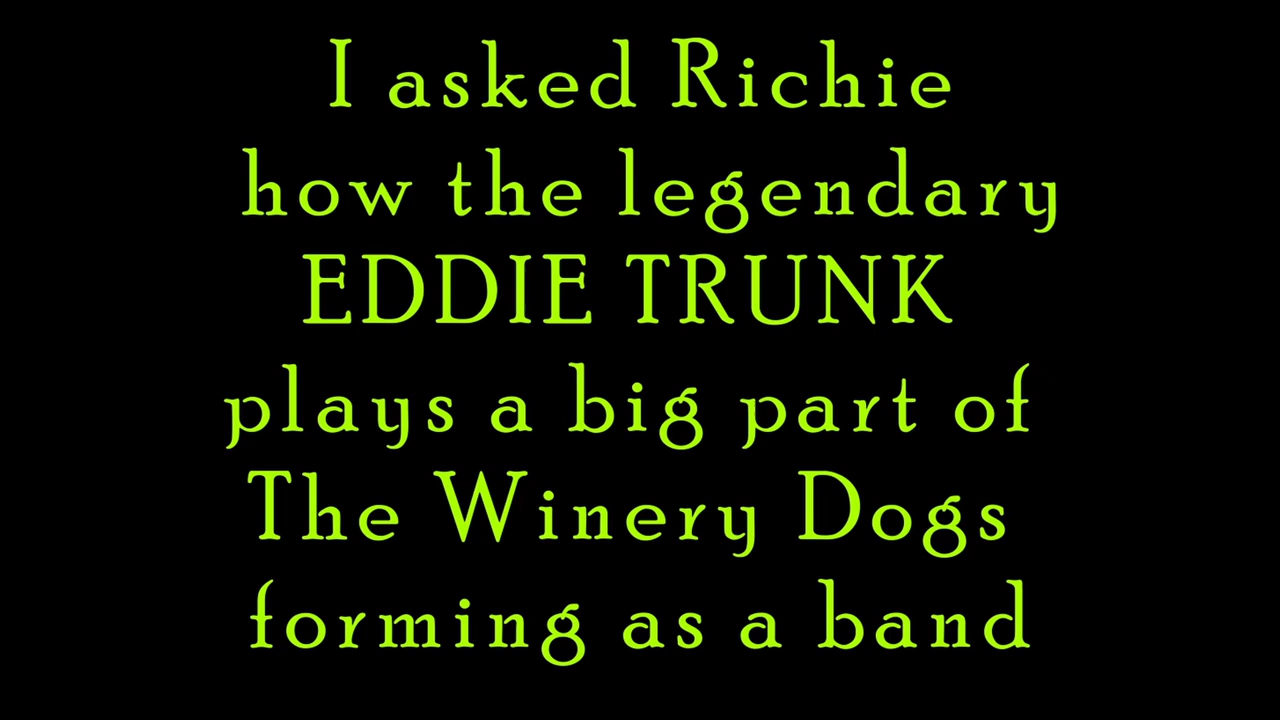 I asked Richie
how the legendary
EDDIE TRUNK
plays a big part of
The Winery Dogs
forming as a band